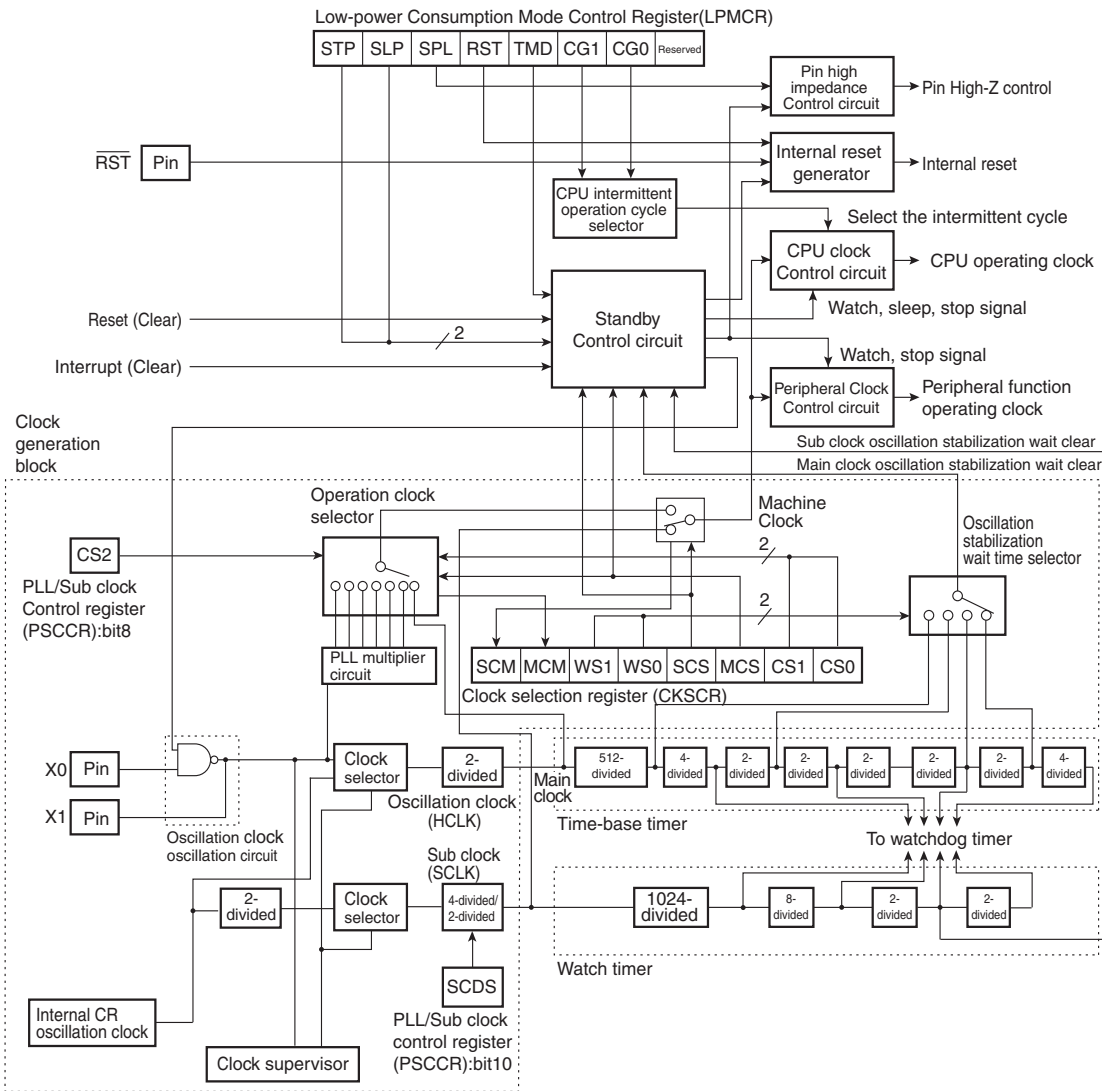 Low-power Consumption Mode Control Register(LPMCR)
STP SLP SPL RST TMD CG1 CG0 Reserved
Pin high
impedance
Control circuit
Pin High-Z control
RST
Pin
Internal reset
generator
Internal reset
CPU intermittent
operation cycle
selector
Select the intermittent cycle
CPU clock
Control circuit
CPU operating clock
Watch, sleep, stop signal
Standby
Control circuit
Reset (Clear)
2
Interrupt (Clear)
Watch, stop signal
Peripheral Clock
Control circuit
Peripheral function
operating clock
Sub clock oscillation stabilization wait clear
Main clock oscillation stabilization wait clear
Clock
generation
block
Operation clock
selector
Machine
Clock
Oscillation
stabilization
wait time selector
CS2
PLL/Sub clock
Control register
(PSCCR):bit8
2
2
PLL multiplier
circuit
SCM MCM WS1 WS0 SCS MCS CS1 CS0
Clock selection register (CKSCR)
X0 Pin
X1 Pin
Oscillation clock
oscillation circuit
Clock
selector
2-
divided
Oscillation clock
(HCLK)
Main
clock
512-
divided
4-
divided
2-
divided
2-
divided
2-
divided
2-
divided
2-
divided
4-
divided
Time-base timer
To watchdog timer
Sub clock
(SCLK)
2-
divided
Clock
selector
4-divided/
2-divided
1024-
divided
8-
divided
2-
divided
2-
divided
Watch timer
SCDS
PLL/Sub clock
control register
(PSCCR):bit10
Internal CR
oscillation clock
Clock supervisor